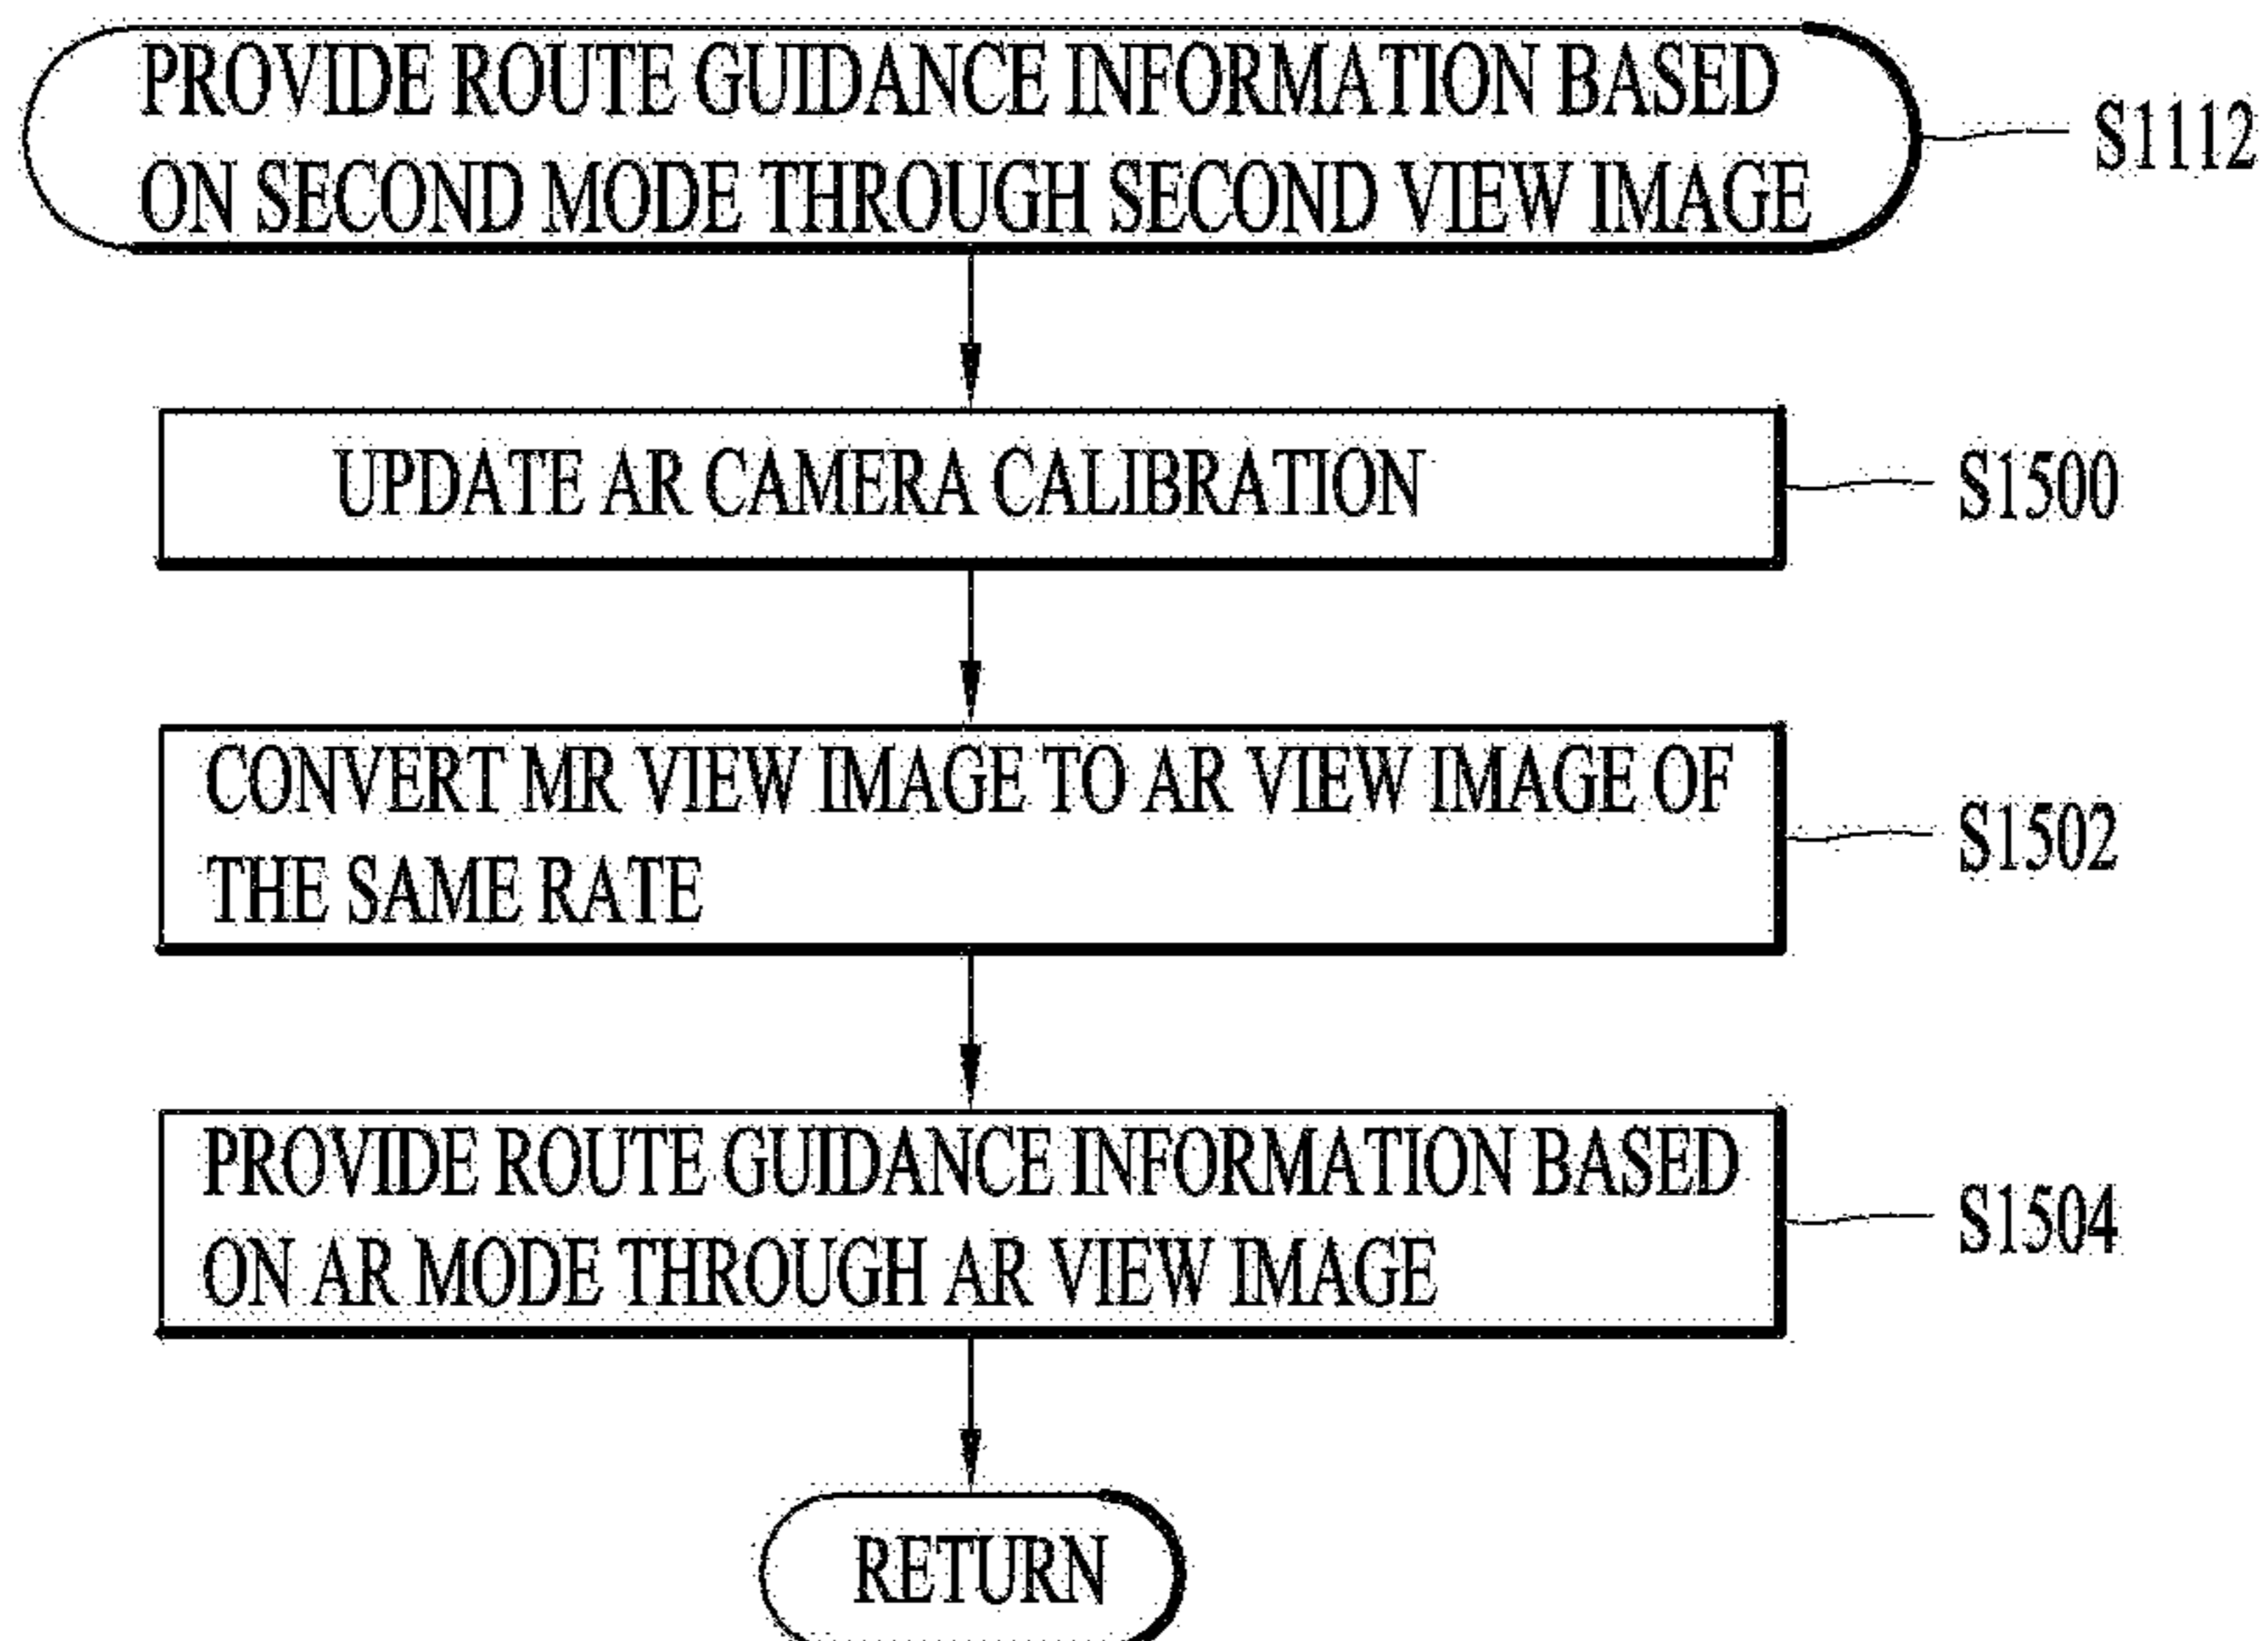 PROVIDE ROUTE GUIDANCE INFORMATION BASED
ON SECOND MODE THROUGH SECOND VIEW IMAGE
S1112
UPDATE AR CAMERA CALIBRATION
S1500
CONVERT MR VIEW IMAGE TO AR VIEW IMAGE OF
THE SAME RATE
S1502
PROVIDE ROUTE GUIDANCE INFORMATION BASED
ON AR MODE THROUGH AR VIEW IMAGE
S1504
RETURN